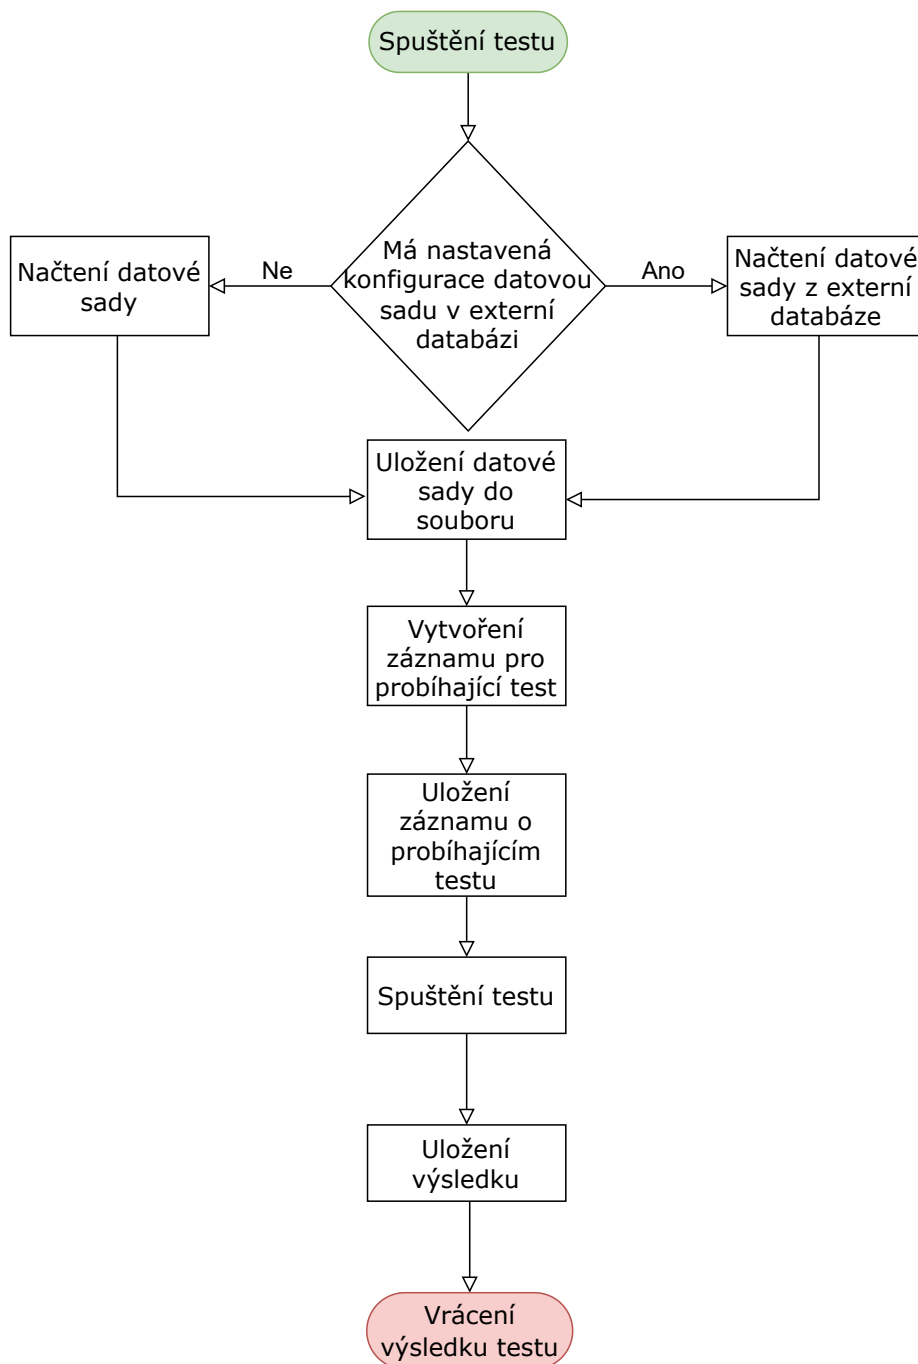 Spuštění testu
Má nastavená
konfigurace datovou
sadu v externí
databázi
Ne
Ano
Načtení datové
sady
Načtení datové
sady z externí
databáze
Uložení datové
sady do
souboru
Vytvoření
záznamu pro
probíhající test
Uložení
záznamu o
probíhajícím
testu
Spuštění testu
Uložení
výsledku
Vrácení
výsledku testu